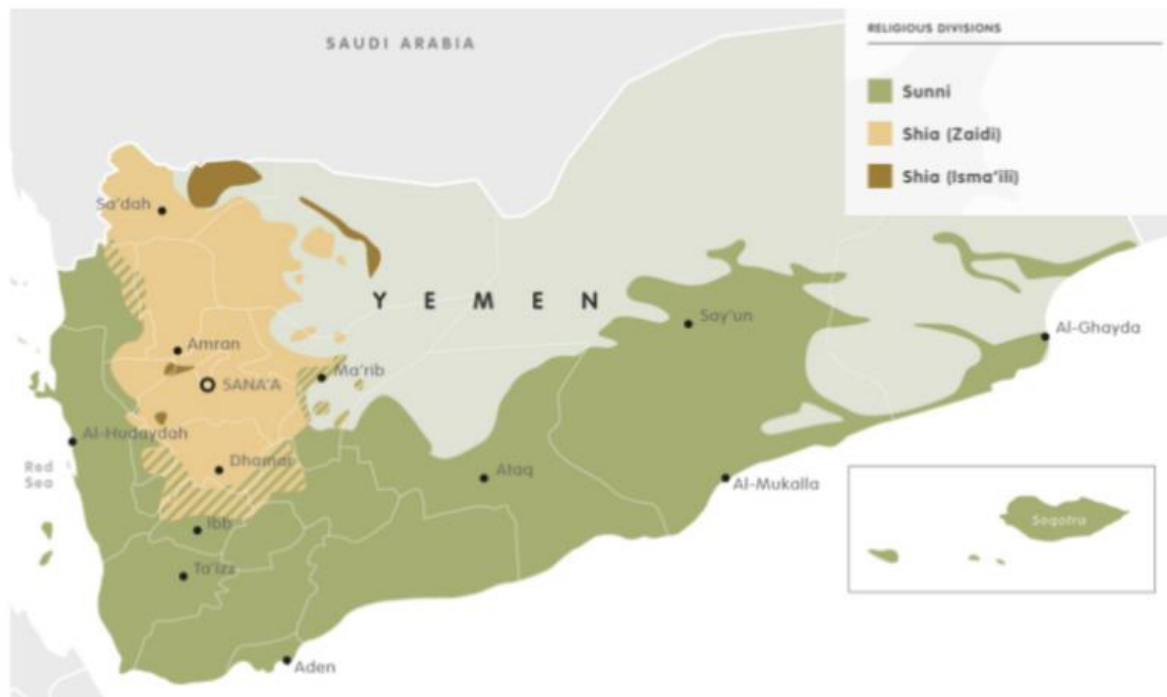 SAUDI ARABIA
RELIGIOUS DIVISIONS
Sunni
Shia (Zaidi)
Shia (Isma'ili)
Sa'dah
YEMEN
Say'un
Al-Ghayda
Amran
SANA'A
Ma'rib
Al-Hudaydah
Red
Sea
Dhamar
Ataq
Al-Mukalla
Ibb
Soqotra
Ta'izz
Aden